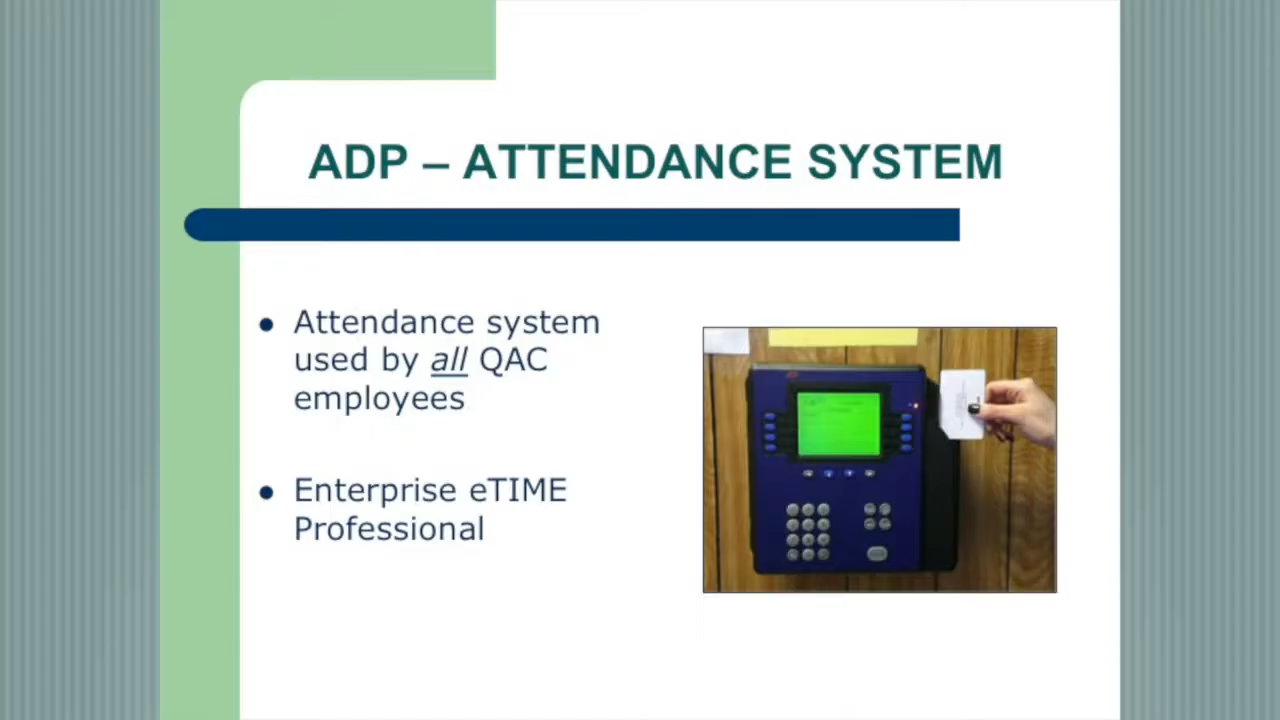 ADP – ATTENDANCE SYSTEM
Attendance system
used by all QAC
employees
Enterprise eTIME
Professional